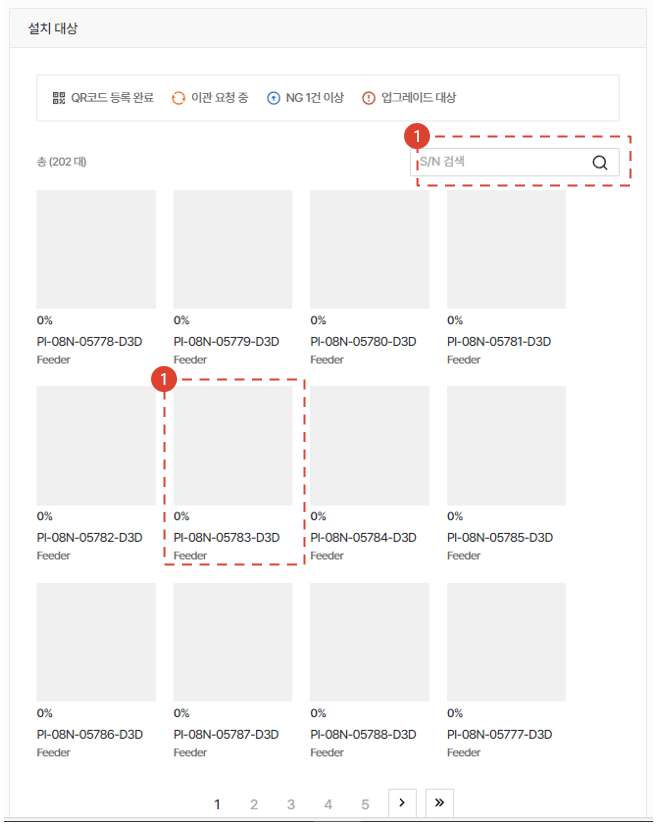 설치 대상
QR코드 등록 완료 이관 요청 중 NG 1건 이상 업그레이드 대상
1
총 (202 대)
S/N 검색
0% 0% 0% 0%
PI-08N-05778-D3D PI-08N-05779-D3D PI-08N-05780-D3D PI-08N-05781-D3D
Feeder Feeder Feeder Feeder
1
0% 0% 0% 0%
PI-08N-05782-D3D PI-08N-05783-D3D PI-08N-05784-D3D PI-08N-05785-D3D
Feeder Feeder Feeder Feeder
0% 0% 0% 0%
PI-08N-05786-D3D PI-08N-05787-D3D PI-08N-05788-D3D PI-08N-05777-D3D
Feeder Feeder Feeder Feeder
1 2 3 4 5 › »